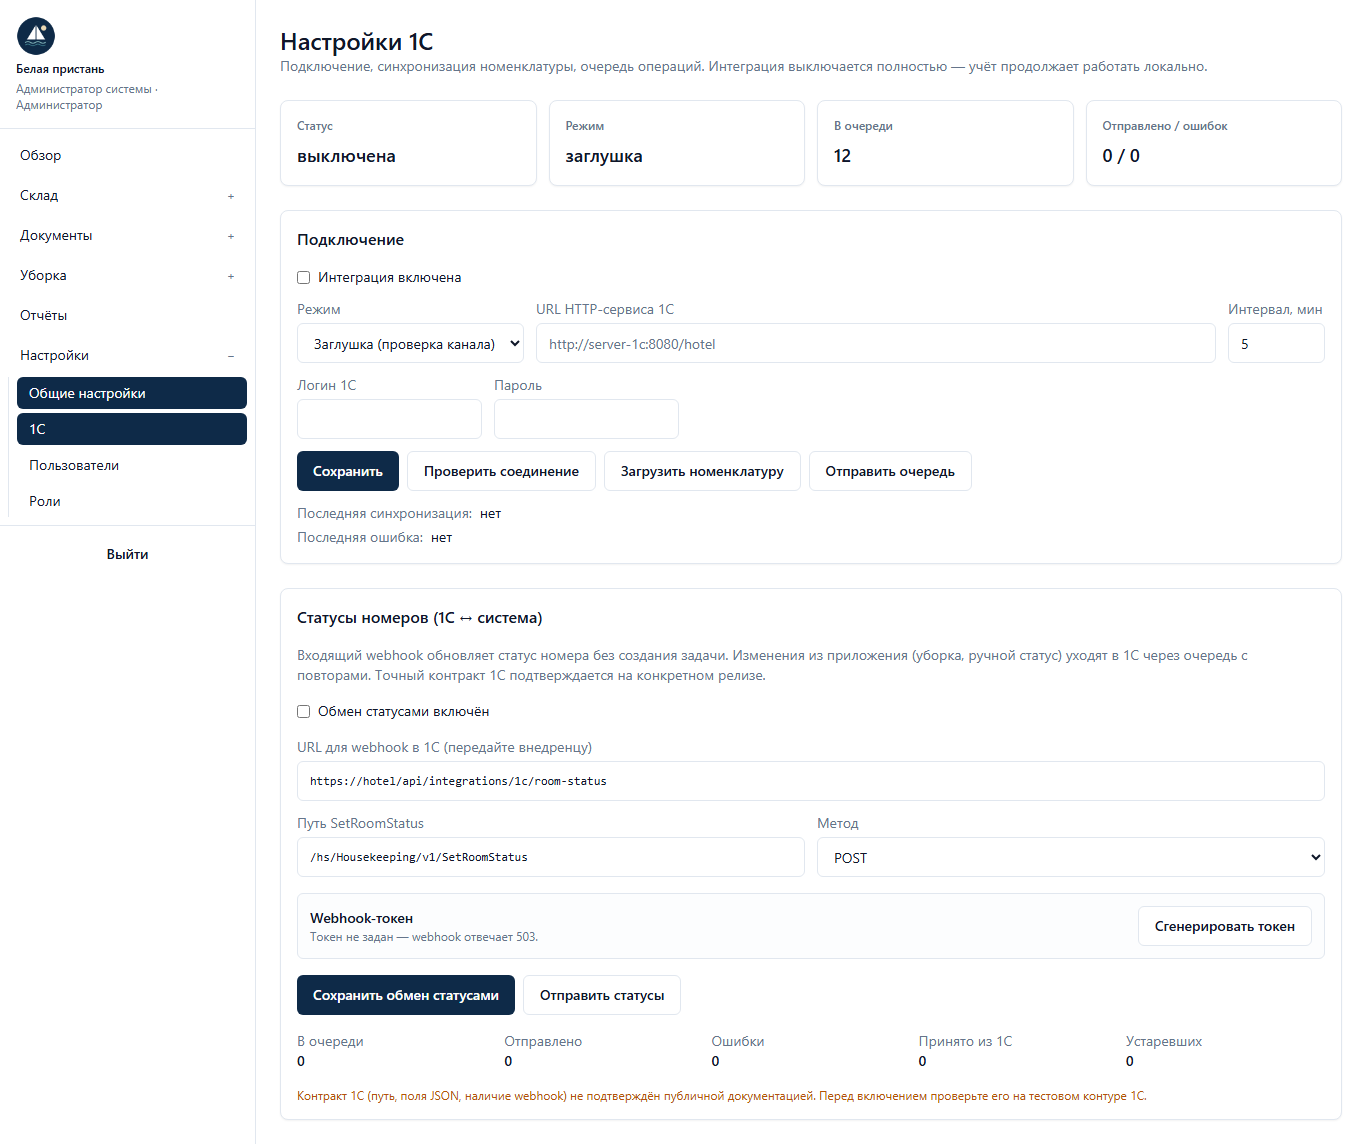 Белая пристань
Администратор системы ·
Администратор
Обзор
Склад +
Документы +
Уборка +
Отчёты
Настройки –
Общие настройки
1С
Пользователи
Роли
Выйти
Настройки 1С
Подключение, синхронизация номенклатуры, очередь операций. Интеграция выключается полностью — учёт продолжает работать локально.
Статус
выключена
Режим
заглушка
В очереди
12
Отправлено / ошибок
0 / 0
Подключение
Интеграция включена
Режим
Заглушка (проверка канала)
URL HTTP-сервиса 1С
http://server-1c:8080/hotel
Интервал, мин
5
Логин 1С
Пароль
Сохранить
Проверить соединение
Загрузить номенклатуру
Отправить очередь
Последняя синхронизация: нет
Последняя ошибка: нет
Статусы номеров (1С ↔ система)
Входящий webhook обновляет статус номера без создания задачи. Изменения из приложения (уборка, ручной статус) уходят в 1С через очередь с
повторами. Точный контракт 1С подтверждается на конкретном релизе.
Обмен статусами включён
URL для webhook в 1С (передайте внедренцу)
https://hotel/api/integrations/1c/room-status
Путь SetRoomStatus
/hs/Housekeeping/v1/SetRoomStatus
Метод
POST
Webhook-токен
Токен не задан — webhook отвечает 503.
Сгенерировать токен
Сохранить обмен статусами
Отправить статусы
В очереди
0
Отправлено
0
Ошибки
0
Принято из 1С
0
Устаревших
0
Контракт 1С (путь, поля JSON, наличие webhook) не подтверждён публичной документацией. Перед включением проверьте его на тестовом контуре 1С.